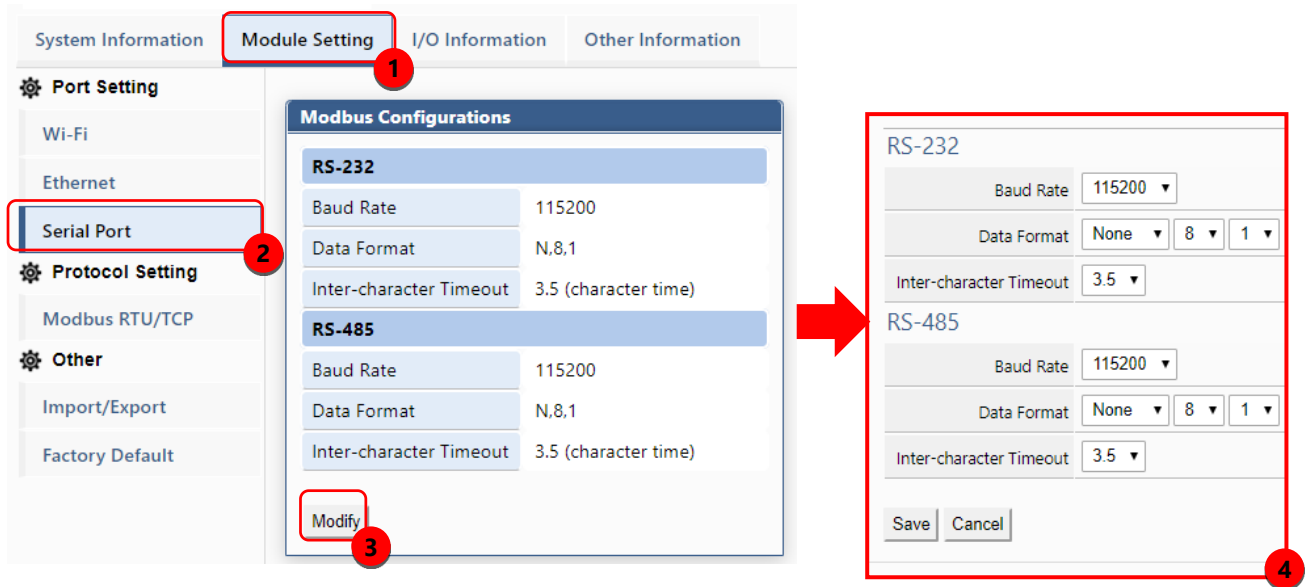 System Information Module Setting I/O Information Other Information
1
Port Setting
Wi-Fi
Ethernet
Serial Port
2
Protocol Setting
Modbus RTU/TCP
Other
Import/Export
Factory Default
Modbus Configurations
RS-232
Baud Rate 115200
Data Format N,8,1
Inter-character Timeout 3.5 (character time)
RS-485
Baud Rate 115200
Data Format N,8,1
Inter-character Timeout 3.5 (character time)
Modify
3
RS-232
Baud Rate 115200
Data Format None 8 1
Inter-character Timeout 3.5
RS-485
Baud Rate 115200
Data Format None 8 1
Inter-character Timeout 3.5
Save Cancel
4